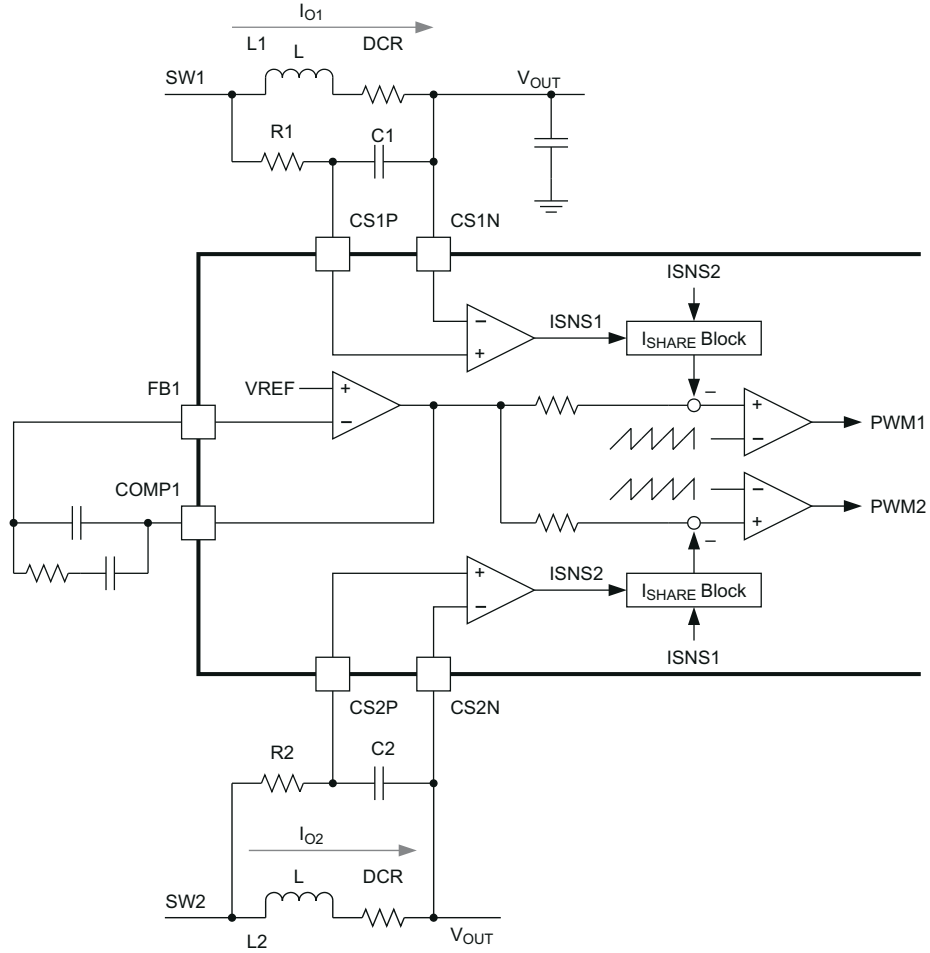 IO1
L1
L
DCR
SW1
VOUT
R1
C1
CS1P
CS1N
ISNS2
ISNS1
ISHARE Block
−
+
FB1
VREF
+
−
−
+
−
PWM1
COMP1
−
+
PWM2
−
+
−
ISNS2
ISHARE Block
ISNS1
CS2P
CS2N
R2
C2
IO2
L
DCR
SW2
L2
VOUT